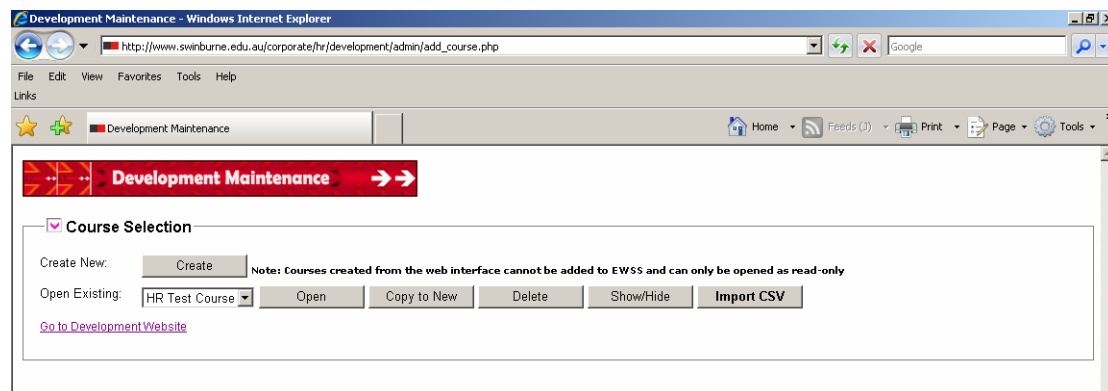 Development Maintenance - Windows Internet Explorer
http://www.swinburne.edu.au/corporate/hr/development/admin/add_course.php
Google
File Edit View Favorites Tools Help
Links
Development Maintenance
Home Feeds (J) Print Page Tools
Development Maintenance
Course Selection
Create New: Create Note: Courses created from the web interface cannot be added to EWSS and can only be opened as read-only
Open Existing: HR Test Course Open Copy to New Delete Show/Hide Import CSV
Go to Development Website